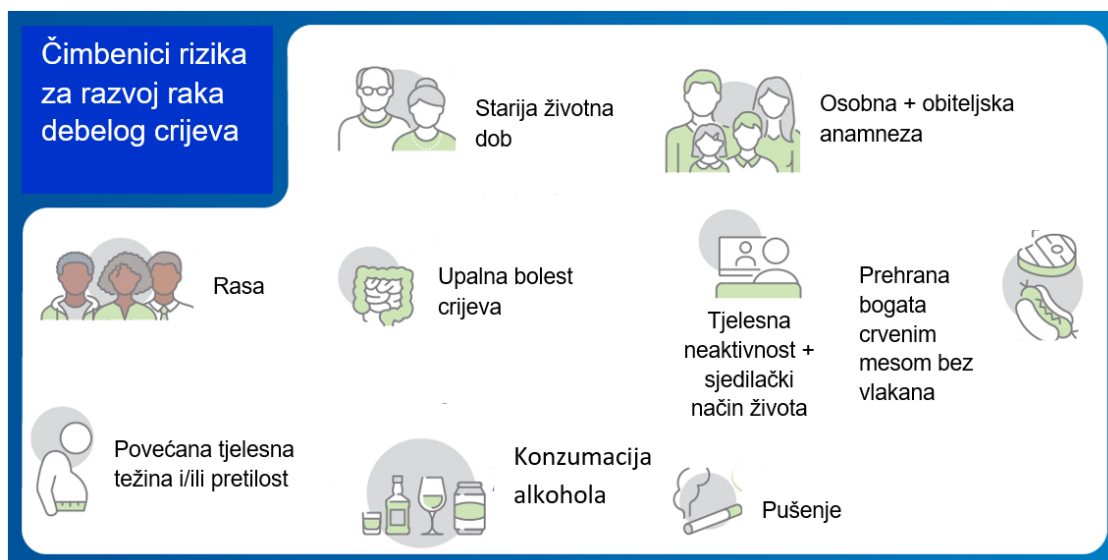 Čimbenici rizika
za razvoj raka
debelog crijeva
Starija životna
dob
Osobna + obiteljska
anamneza
Rasa
Upalna bolest
crijeva
Tjelesna
neaktivnost +
sjedilački
način života
Prehrana
bogata
crvenim
mesom bez
vlakana
Povećana tjelesna
težina i/ili pretilost
Konzumacija
alkohola
Pušenje